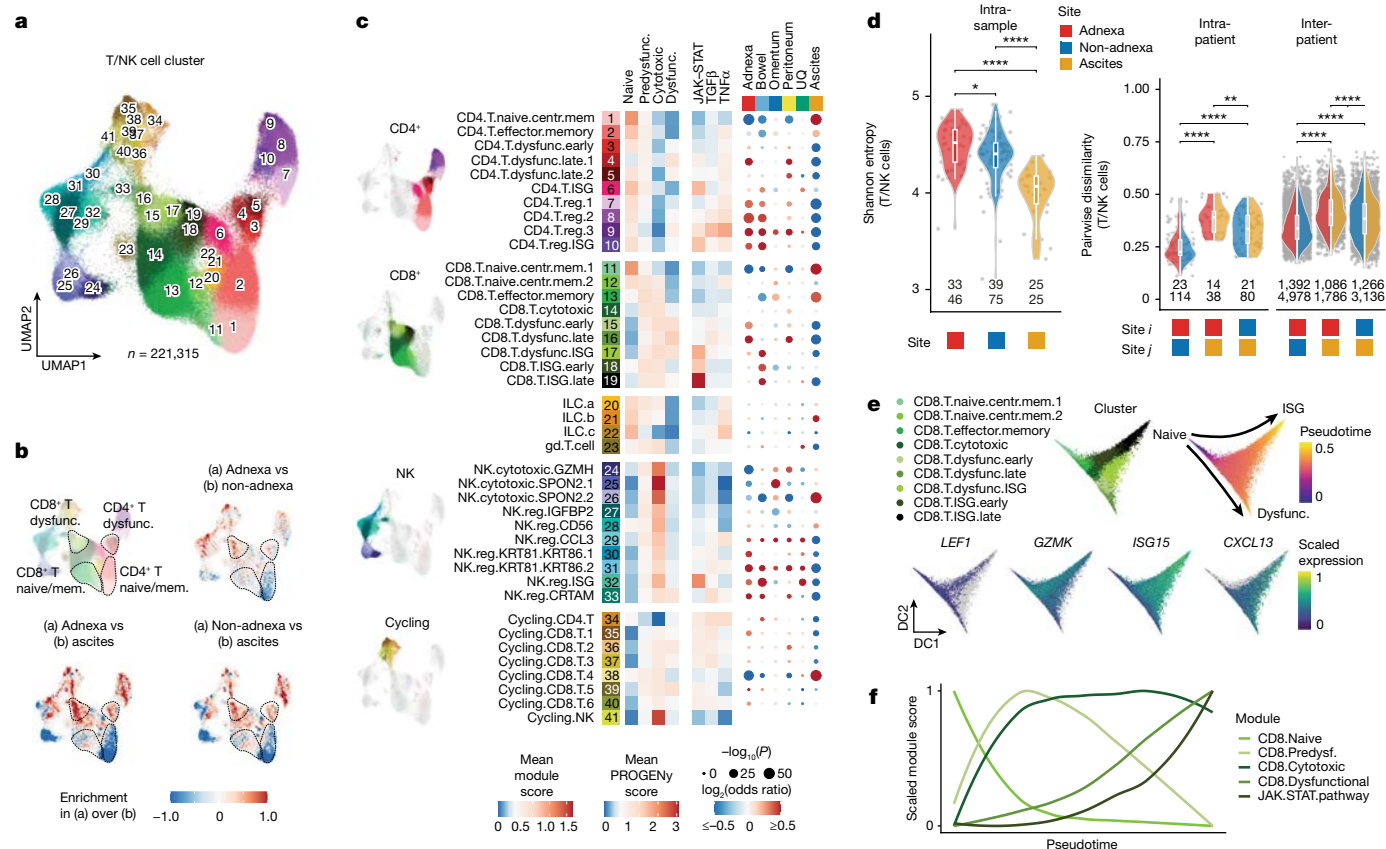 a
T/NK cell cluster
35
38
34
39
37
41
40
36
30
33
31
28
27
32
29
16
15
17
19
18
23
14
13
12
26
25
24
22
21
20
6
5
4
3
2
11
1
9
8
10
7
UMAP2
UMAP1
n = 221,315
b
CD8⁺ T
dysfunc.
CD4⁺ T
dysfunc.
CD8⁺ T
naive/mem.
CD4⁺ T
naive/mem.
(a) Adnexa vs
(b) non-adnexa
(a) Adnexa vs
(b) ascites
(a) Non-adnexa vs
(b) ascites
Enrichment
in (a) over (b)
−1.0 0 1.0
c
CD4⁺
CD8⁺
NK
Cycling
Naive
Predysfunc.
Cytotoxic
Dysfunc.
JAK–STAT
TGFβ
TNFα
Adnexa
Bowel
Omentum
Peritoneum
UQ
Ascites
CD4.T.naive.centr.mem 1
CD4.T.effector.memory 2
CD4.T.dysfunc.early 3
CD4.T.dysfunc.late.1 4
CD4.T.dysfunc.late.2 5
CD4.T.ISG 6
CD4.T.reg.1 7
CD4.T.reg.2 8
CD4.T.reg.3 9
CD4.T.reg.ISG 10
CD8.T.naive.centr.mem.1 11
CD8.T.naive.centr.mem.2 12
CD8.T.effector.memory 13
CD8.T.cytotoxic 14
CD8.T.dysfunc.early 15
CD8.T.dysfunc.late 16
CD8.T.dysfunc.ISG 17
CD8.T.ISG.early 18
CD8.T.ISG.late 19
ILC.a 20
ILC.b 21
ILC.c 22
gd.T.cell 23
NK.cytotoxic.GZMH 24
NK.cytotoxic.SPON2.1 25
NK.cytotoxic.SPON2.2 26
NK.reg.IGFBP2 27
NK.reg.CD56 28
NK.reg.CCL3 29
NK.reg.KRT81.KRT86.1 30
NK.reg.KRT81.KRT86.2 31
NK.reg.ISG 32
NK.reg.CRTAM 33
Cycling.CD4.T 34
Cycling.CD8.T.1 35
Cycling.CD8.T.2 36
Cycling.CD8.T.3 37
Cycling.CD8.T.4 38
Cycling.CD8.T.5 39
Cycling.CD8.T.6 40
Cycling.NK 41
Mean
module
score
0 0.5 1.0 1.5
Mean
PROGENy
score
0 1 2 3
−log₁₀(P)
0 25 50
log₂(odds ratio)
≤−0.5 ≥0.5
d
Intra-
sample
Site
Adnexa
Non-adnexa
Ascites
Shannon entropy
(T/NK cells)
5
4
3
****
****
*
33 39 25
46 75 25
Site
Intra-
patient
Inter-
patient
Pairwise dissimilarity
(T/NK cells)
1.00
0.75
0.50
0.25
0
**
****
****
****
****
****
23 14 21 1,392 1,086 1,266
114 38 80 4,978 1,786 3,136
Site i
Site j
e
CD8.T.naive.centr.mem.1
CD8.T.naive.centr.mem.2
CD8.T.effector.memory
CD8.T.cytotoxic
CD8.T.dysfunc.early
CD8.T.dysfunc.late
CD8.T.dysfunc.ISG
CD8.T.ISG.early
CD8.T.ISG.late
Cluster
Naive
ISG
Dysfunc.
Pseudotime
0.5
0
LEF1
GZMK
ISG15
CXCL13
Scaled
expression
1
0
DC2
DC1
f
Scaled module score
1
0
Pseudotime
Module
CD8.Naive
CD8.Predysf.
CD8.Cytotoxic
CD8.Dysfunctional
JAK.STAT.pathway